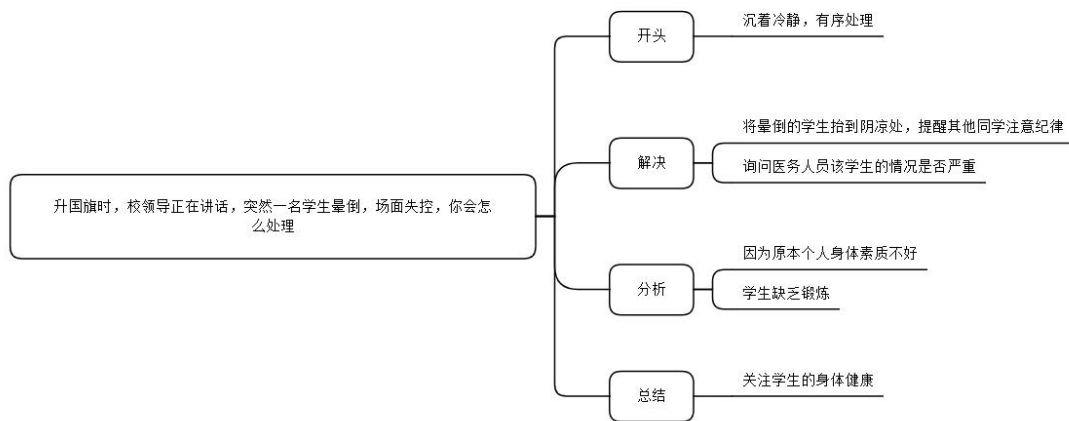 升国旗时，校领导正在讲话，突然一名学生晕倒，场面失控，你会怎
么处理
开头
沉着冷静，有序处理
解决
将晕倒的学生抬到阴凉处，提醒其他同学注意纪律
询问医务人员该学生的情况是否严重
分析
因为原本个人身体素质不好
学生缺乏锻炼
总结
关注学生的身体健康